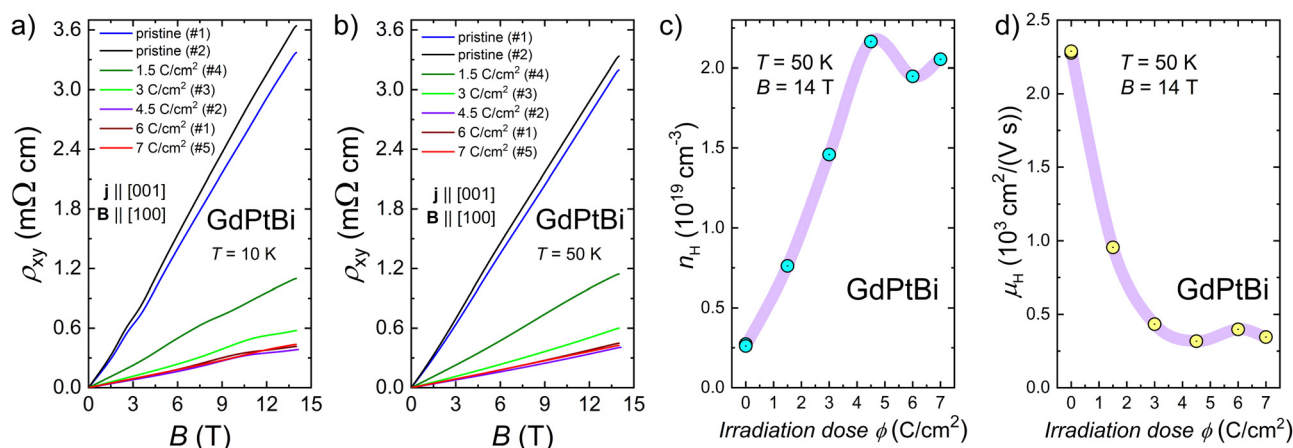 a)
3.6
3.0
2.4
1.8
1.2
0.6
0.0
ρxy (mΩ cm)
pristine (#1)
pristine (#2)
1.5 C/cm² (#4)
3 C/cm² (#3)
4.5 C/cm² (#2)
6 C/cm² (#1)
7 C/cm² (#5)
j || [001]
B || [100]
GdPtBi
T = 10 K
0 3 6 9 12 15
B (T)
b)
3.6
3.0
2.4
1.8
1.2
0.6
0.0
ρxy (mΩ cm)
pristine (#1)
pristine (#2)
1.5 C/cm² (#4)
3 C/cm² (#3)
4.5 C/cm² (#2)
6 C/cm² (#1)
7 C/cm² (#5)
j || [001]
B || [100]
GdPtBi
T = 50 K
0 3 6 9 12 15
B (T)
c)
2.0
1.5
1.0
0.5
0.0
nH (10¹⁹ cm⁻³)
T = 50 K
B = 14 T
GdPtBi
0 1 2 3 4 5 6 7
Irradiation dose ϕ (C/cm²)
d)
2.5
2.0
1.5
1.0
0.5
0.0
μH (10³ cm²/(V s))
T = 50 K
B = 14 T
GdPtBi
0 1 2 3 4 5 6 7
Irradiation dose ϕ (C/cm²)